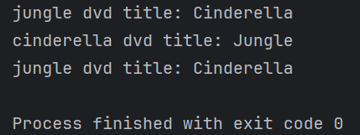 jungle dvd title: Cinderella
cinderella dvd title: Jungle
jungle dvd title: Cinderella
Process finished with exit code 0